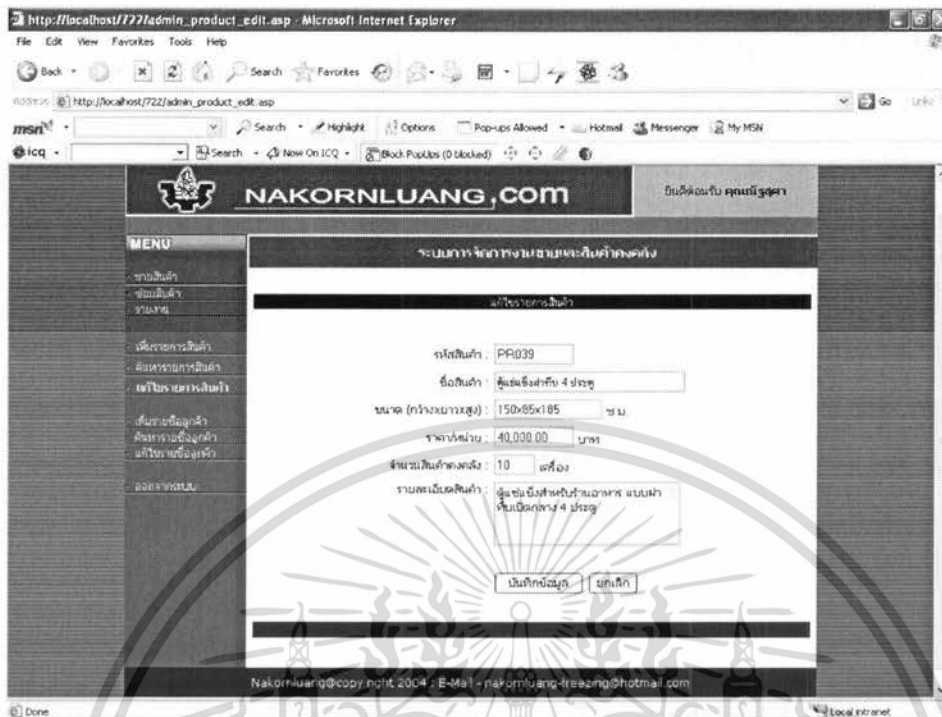 http://localhost/722/admin_product_edit.asp - Microsoft Internet Explorer
File Edit View Favorites Tools Help
Back Search Favorites
Address http://localhost/722/admin_product_edit.asp Go Links
msn Search Highlight Options Pop-ups Allowed Hotmail Messenger My MSN
icq Search Now On ICQ Block PopUps (0 blocked)
NAKORNLUANG.com
ยินดีต้อนรับ คุณณัฐสุดา
MENU
ระบบการจัดการงานขายและสินค้าคงคลัง
- ขายสินค้า
- ซ่อมสินค้า
- รายงาน
แก้ไขรายการสินค้า
- เพิ่มรายการสินค้า
- ค้นหารายการสินค้า
- แก้ไขรายการสินค้า
- เพิ่มรายชื่อลูกค้า
- ค้นหารายชื่อลูกค้า
- แก้ไขรายชื่อลูกค้า
- ออกจากระบบ
รหัสสินค้า : PR039
ชื่อสินค้า : ตู้แช่แข็งฝาทึบ 4 ประตู
ขนาด (กว้างxยาวxสูง) : 150x85x185 ซ.ม.
ราคา/หน่วย : 40,000.00 บาท
จำนวนสินค้าคงคลัง : 10 เครื่อง
รายละเอียดสินค้า : ตู้แช่แข็งสำหรับร้านอาหาร แบบฝา
ทึบเปิดกลาง 4 ประตู
บันทึกข้อมูล ยกเลิก
Nakornluang@copy right 2004 : E-Mail - nakornluang-freezing@hotmail.com
Done Local intranet